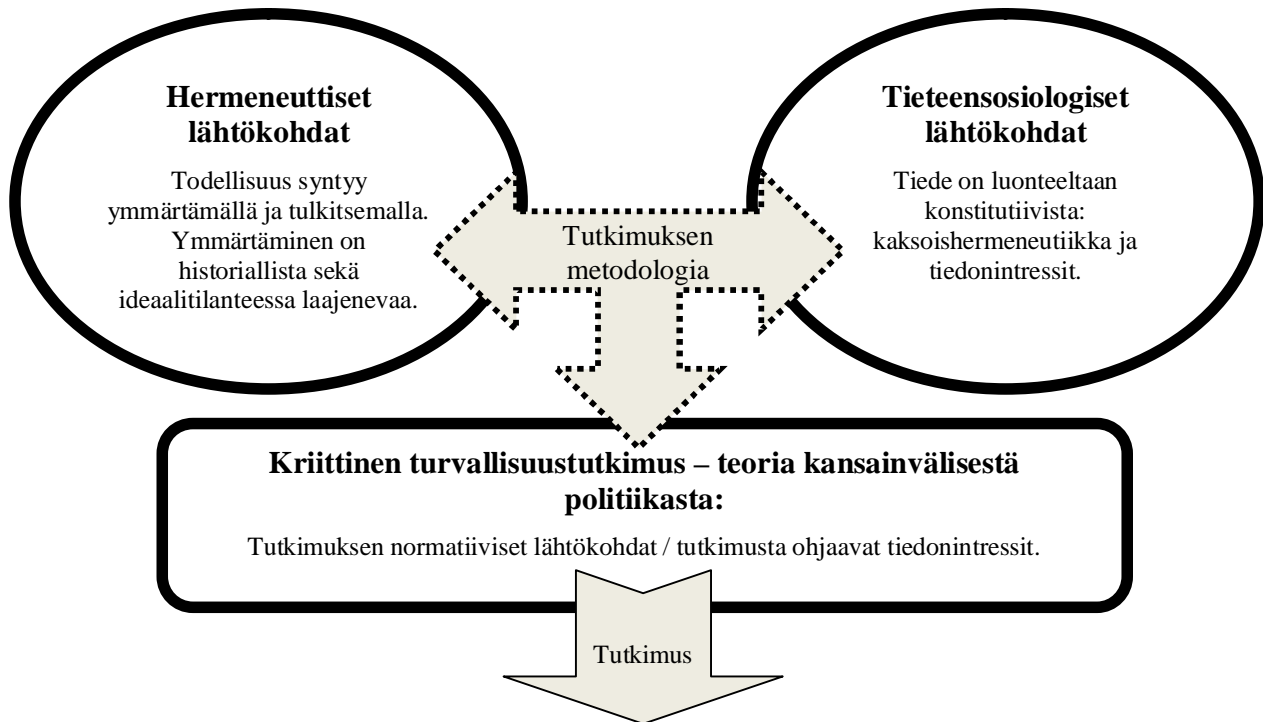 Hermeneuttiset
lähtökohdat
Todellisuus syntyy
ymmärtämällä ja tulkitsemalla.
Ymmärtäminen on
historiallista sekä
ideaalitilanteessa laajenevaa.
Tieteensosiologiset
lähtökohdat
Tiede on luonteeltaan
konstitutiivista:
kaksoishermeneutiikka ja
tiedonintressit.
Tutkimuksen
metodologia
Kriittinen turvallisuustutkimus – teoria kansainvälisestä
politiikasta:
Tutkimuksen normatiiviset lähtökohdat / tutkimusta ohjaavat tiedonintressit.
Tutkimus